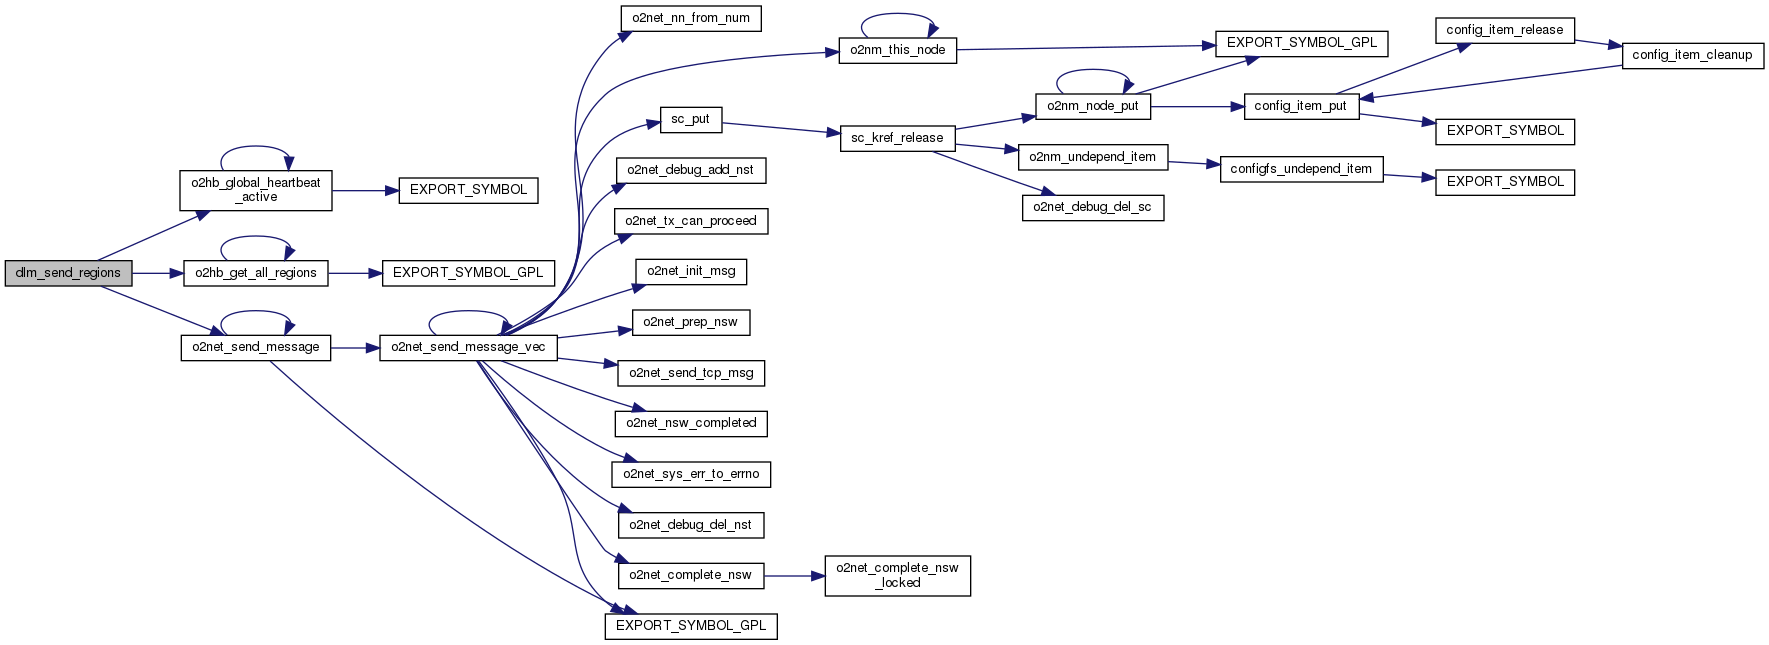 dlm_send_regions
o2hb_global_heartbeat
_active
EXPORT_SYMBOL
o2hb_get_all_regions
EXPORT_SYMBOL_GPL
o2net_send_message
o2net_send_message_vec
o2net_nn_from_num
o2nm_this_node
EXPORT_SYMBOL_GPL
sc_put
sc_kref_release
o2nm_node_put
config_item_put
config_item_release
config_item_cleanup
EXPORT_SYMBOL
o2nm_undepend_item
configfs_undepend_item
EXPORT_SYMBOL
o2net_debug_del_sc
o2net_debug_add_nst
o2net_tx_can_proceed
o2net_init_msg
o2net_prep_nsw
o2net_send_tcp_msg
o2net_nsw_completed
o2net_sys_err_to_errno
o2net_debug_del_nst
o2net_complete_nsw
o2net_complete_nsw
_locked
EXPORT_SYMBOL_GPL